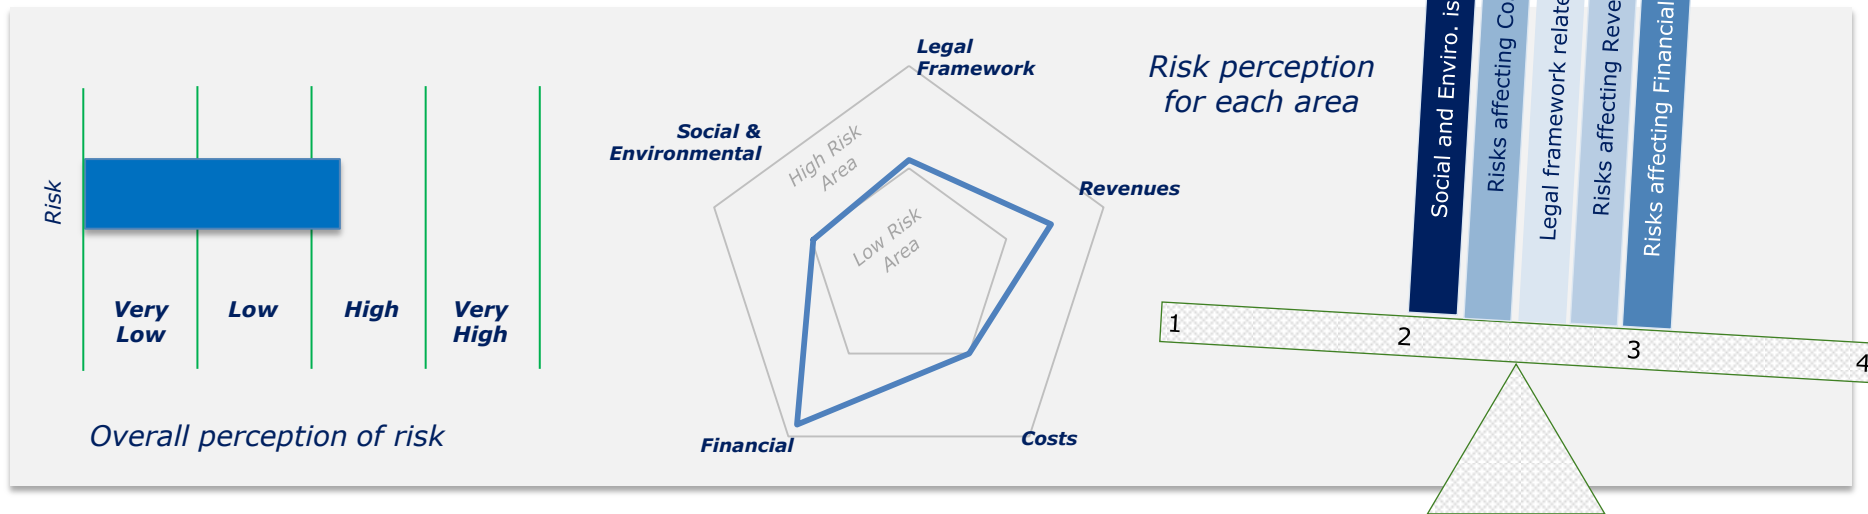 Risk
Very
Low
Low
High
Very
High
Overall perception of risk
Legal
Framework
Social &
Environmental
High Risk
Area
Low Risk
Area
Revenues
Financial
Costs
Risk perception
for each area
Social and Enviro. is
Risks affecting Co
Legal framework relate
Risks affecting Reve
Risks affecting Financial
1
2
3
4